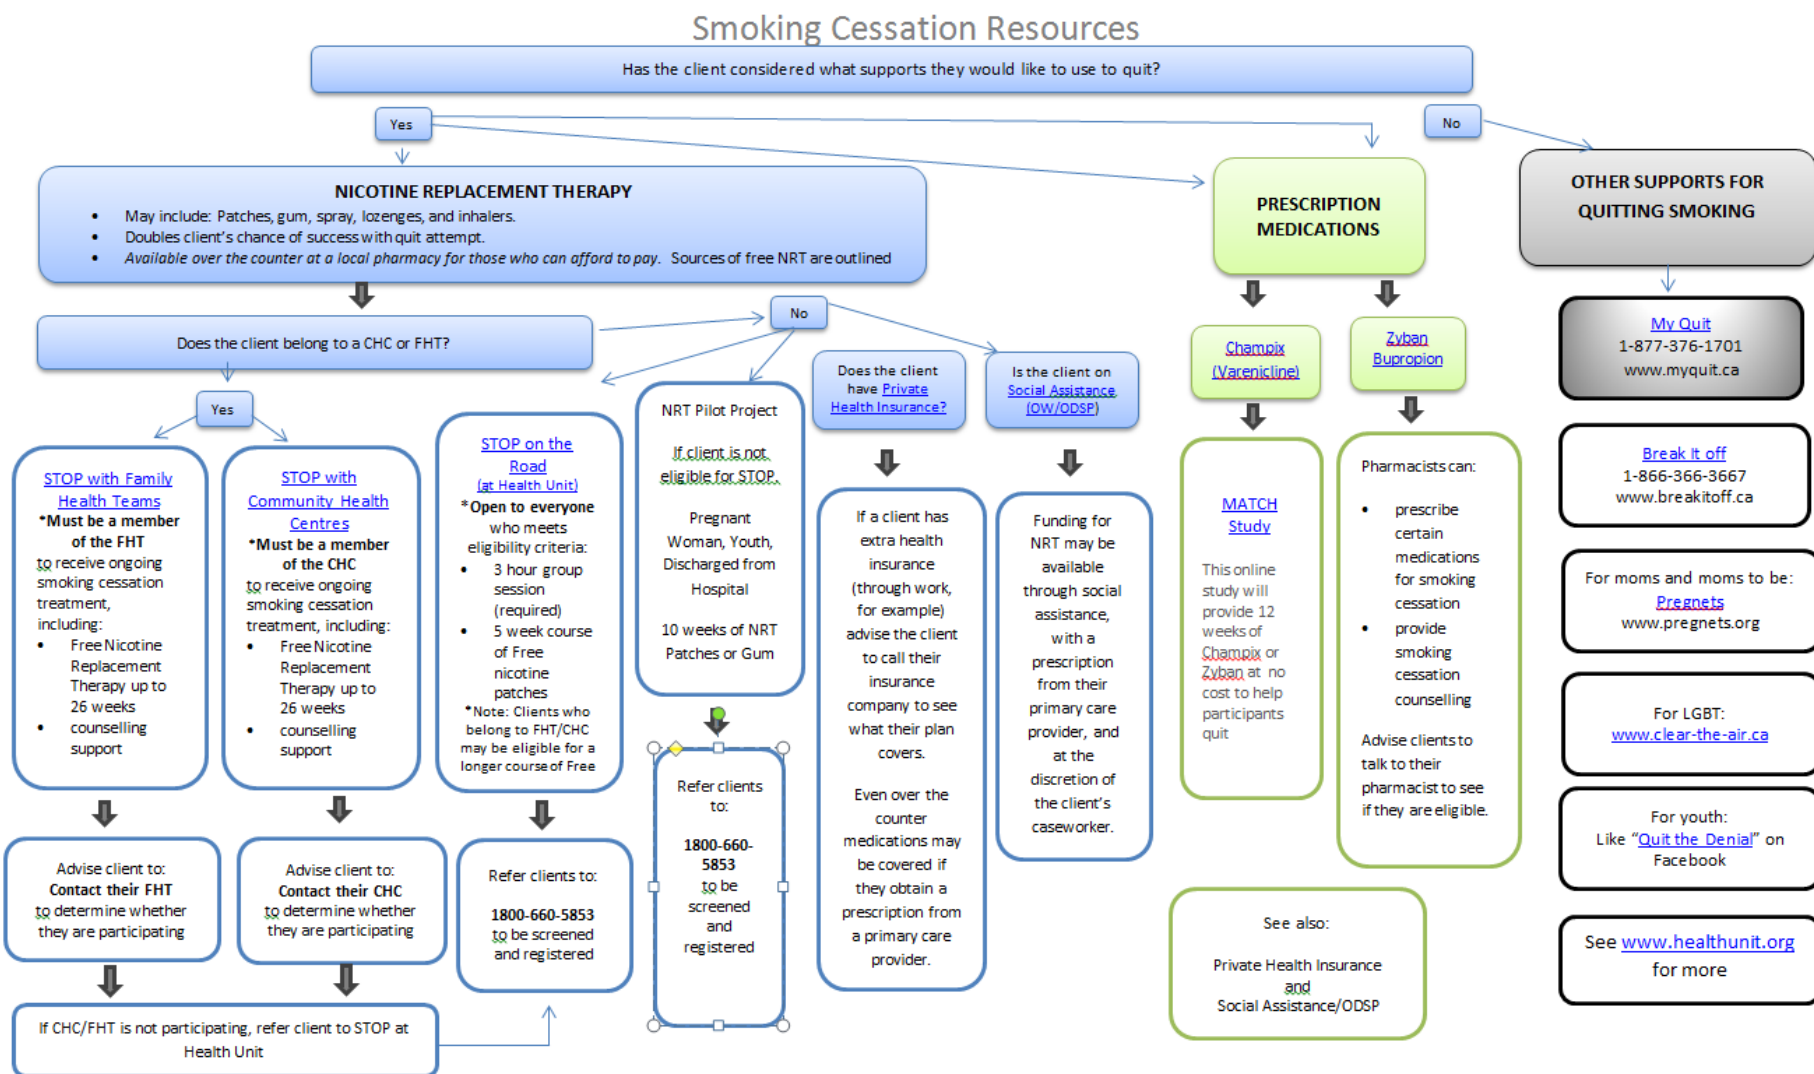 Smoking Cessation Resources
Has the client considered what supports they would like to use to quit?
Yes
No
NICOTINE REPLACEMENT THERAPY
• May include: Patches, gum, spray, lozenges, and inhalers.
• Doubles client's chance of success with quit attempt.
• Available over the counter at a local pharmacy for those who can afford to pay. Sources of free NRT are outlined
PRESCRIPTION
MEDICATIONS
OTHER SUPPORTS FOR
QUITTING SMOKING
Does the client belong to a CHC or FHT?
No
Yes
STOP with Family
Health Teams
*Must be a member
of the FHT
to receive ongoing
smoking cessation
treatment,
including:
• Free Nicotine
Replacement
Therapy up to
26 weeks
• counselling
support
STOP with
Community Health
Centres
*Must be a member
of the CHC
to receive ongoing
smoking cessation
treatment, including:
• Free Nicotine
Replacement
Therapy up to
26 weeks
• counselling
support
STOP on the
Road
(at Health Unit)
*Open to everyone
who meets
eligibility criteria:
• 3 hour group
session
(required)
• 5 week course
of Free
nicotine
patches
*Note: Clients who
belong to FHT/CHC
may be eligible for a
longer course of Free
NRT Pilot Project
If client is not
eligible for STOP.
Pregnant
Woman, Youth,
Discharged from
Hospital
10 weeks of NRT
Patches or Gum
Does the client
have Private
Health Insurance?
Is the client on
Social Assistance
(OW/ODSP)
If a client has
extra health
insurance
(through work,
for example)
advise the client
to call their
insurance
company to see
what their plan
covers.
Even over the
counter
medications may
be covered if
they obtain a
prescription from
a primary care
provider.
Funding for
NRT may be
available
through social
assistance,
with a
prescription
from their
primary care
provider, and
at the
discretion of
the client's
caseworker.
Champix
(Varenicline)
Zyban
Bupropion
MATCH
Study
This online
study will
provide 12
weeks of
Champix or
Zyban at no
cost to help
participants
quit
Pharmacists can:
• prescribe
certain
medications
for smoking
cessation
• provide
smoking
cessation
counselling
Advise clients to
talk to their
pharmacist to see
if they are eligible.
See also:
Private Health Insurance
and
Social Assistance/ODSP
My Quit
1-877-376-1701
www.myquit.ca
Break It off
1-866-366-3667
www.breakitoff.ca
For moms and moms to be:
Pregnets
www.pregnets.org
For LGBT:
www.clear-the-air.ca
For youth:
Like "Quit the Denial" on
Facebook
See www.healthunit.org
for more
Advise client to:
Contact their FHT
to determine whether
they are participating
Advise client to:
Contact their CHC
to determine whether
they are participating
Refer clients to:
1800-660-5853
to be screened
and registered
Refer clients
to:
1800-660-
5853
to be
screened
and
registered
If CHC/FHT is not participating, refer client to STOP at
Health Unit